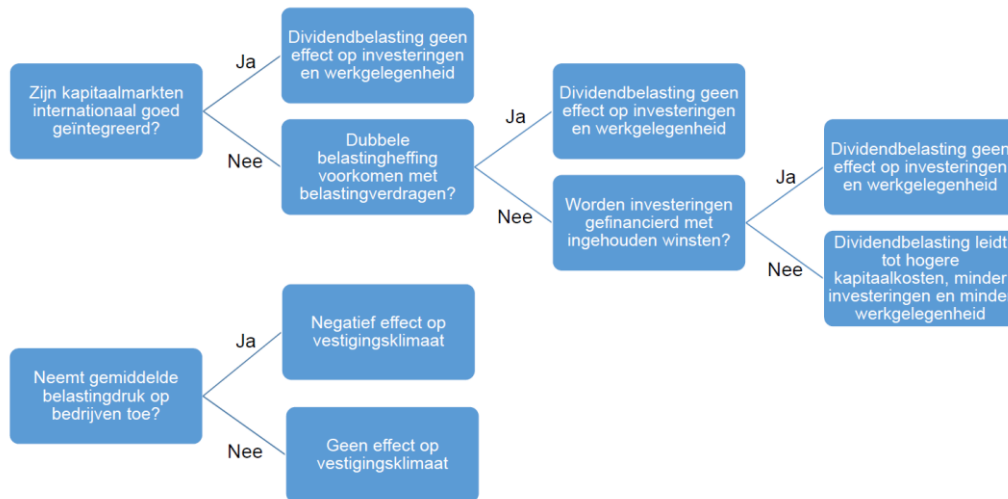 Zijn kapitaalmarkten
internationaal goed
geïntegreerd?
Ja
Nee
Dividendbelasting geen
effect op investeringen
en werkgelegenheid
Dubbele
belastingheffing
voorkomen met
belastingverdragen?
Ja
Nee
Dividendbelasting geen
effect op investeringen
en werkgelegenheid
Worden investeringen
gefinancierd met
ingehouden winsten?
Ja
Nee
Dividendbelasting geen
effect op investeringen
en werkgelegenheid
Dividendbelasting leidt
tot hogere
kapitaalkosten, minder
investeringen en minder
werkgelegenheid
Neemt gemiddelde
belastingdruk op
bedrijven toe?
Ja
Nee
Negatief effect op
vestigingsklimaat
Geen effect op
vestigingsklimaat